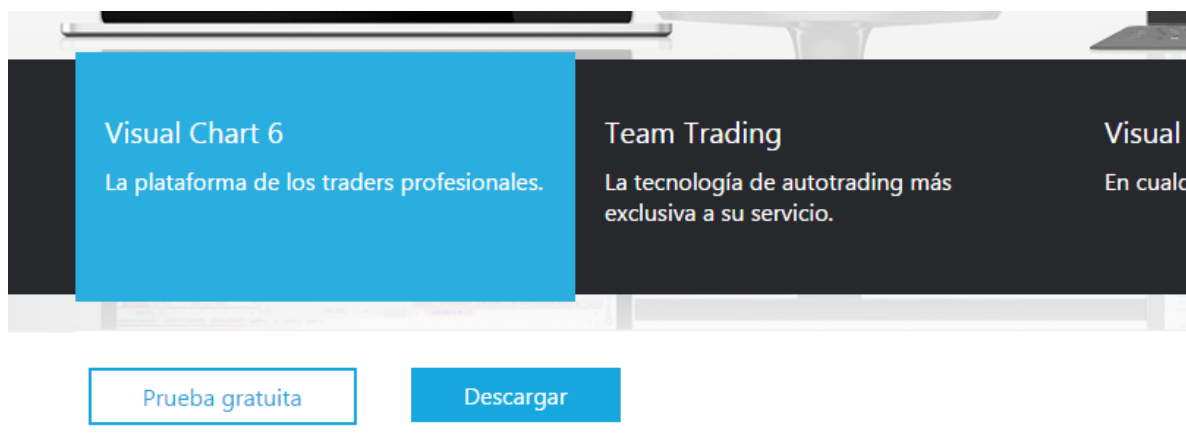 Visual Chart 6
La plataforma de los traders profesionales.
Team Trading
La tecnología de autotrading más
exclusiva a su servicio.
Visual
En
Prueba gratuita
Descargar